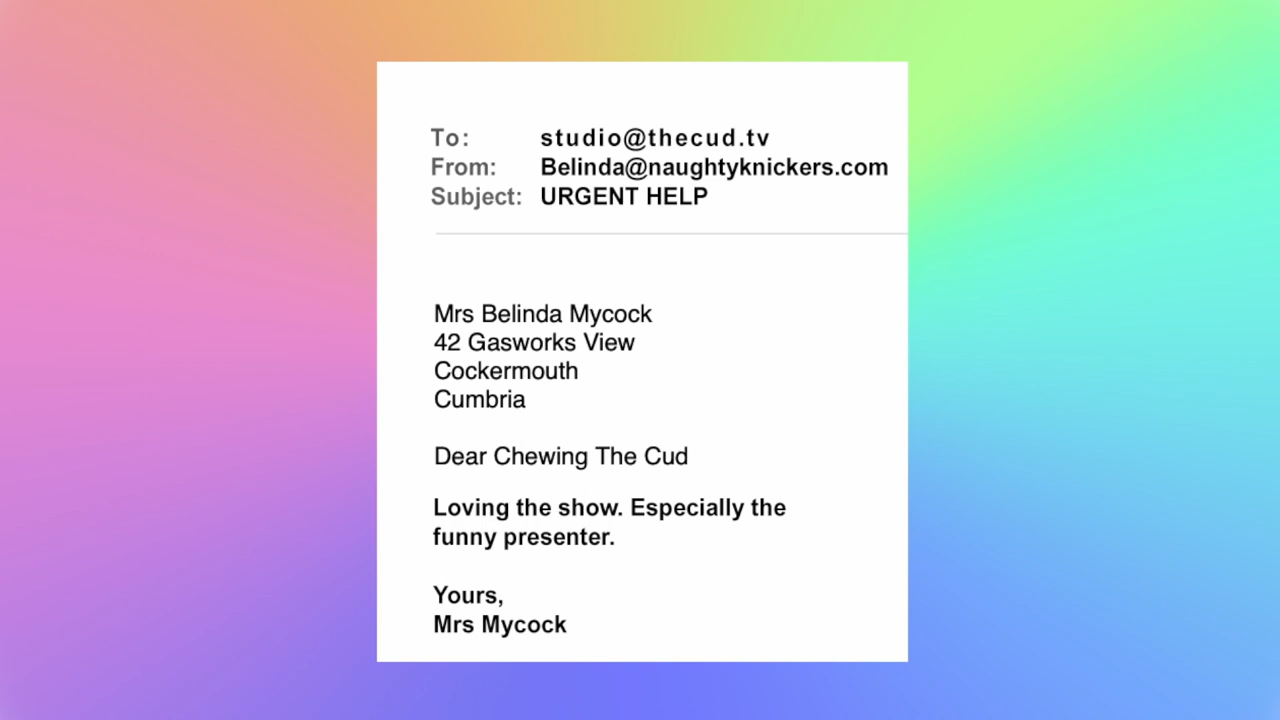 To: studio@thecud.tv
From: Belinda@naughtyknickers.com
Subject: URGENT HELP
Mrs Belinda Mycock
42 Gasworks View
Cockermouth
Cumbria
Dear Chewing The Cud
Loving the show. Especially the
funny presenter.
Yours,
Mrs Mycock